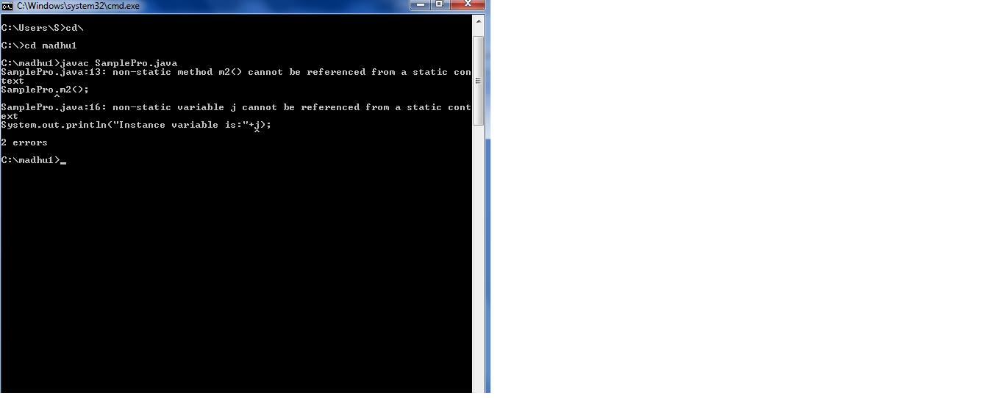 C:\Windows\system32\cmd.exe
C:\Users\S>cd\
C:\>cd madhu1
C:\madhu1>javac SamplePro.java
SamplePro.java:13: non-static method m2() cannot be referenced from a static con
text
SamplePro.m2();
^
SamplePro.java:16: non-static variable j cannot be referenced from a static cont
ext
System.out.println("Instance variable is:"+j);
^
2 errors
C:\madhu1>_